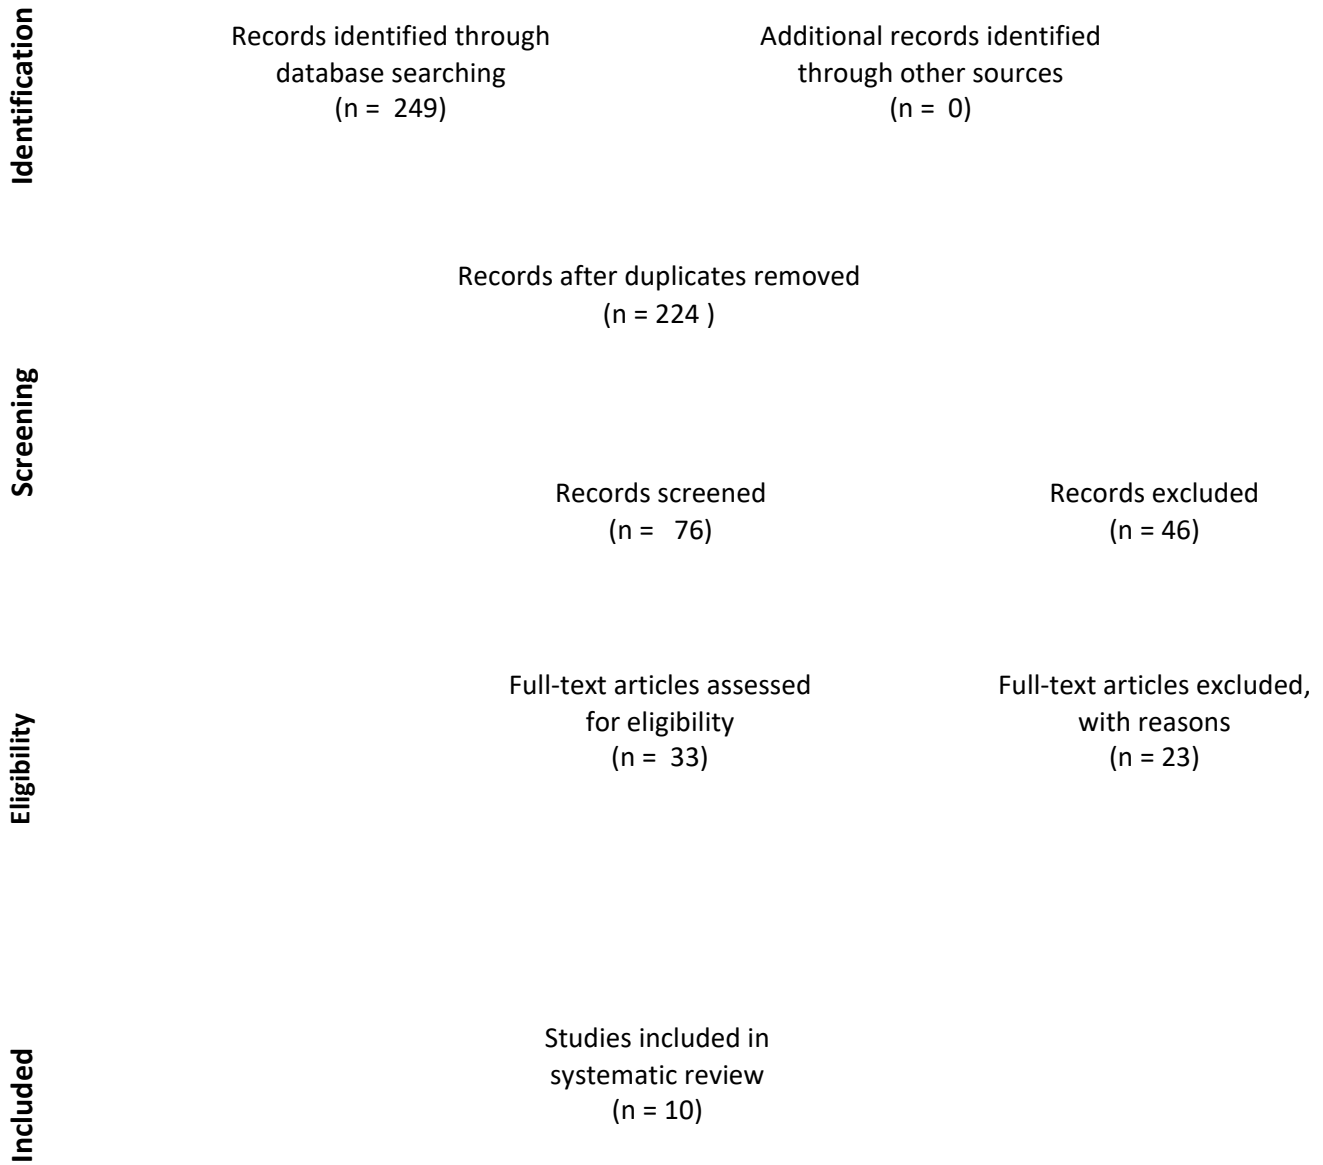 Identification
Records identified through
database searching
(n =  249)
Additional records identified
through other sources
(n =  0)
Records after duplicates removed
(n = 224 )
Screening
Records screened
(n =   76)
Records excluded
(n = 46)
Eligibility
Full-text articles assessed
for eligibility
(n =  33)
Full-text articles excluded,
with reasons
(n = 23)
Included
Studies included in
systematic review
(n = 10)